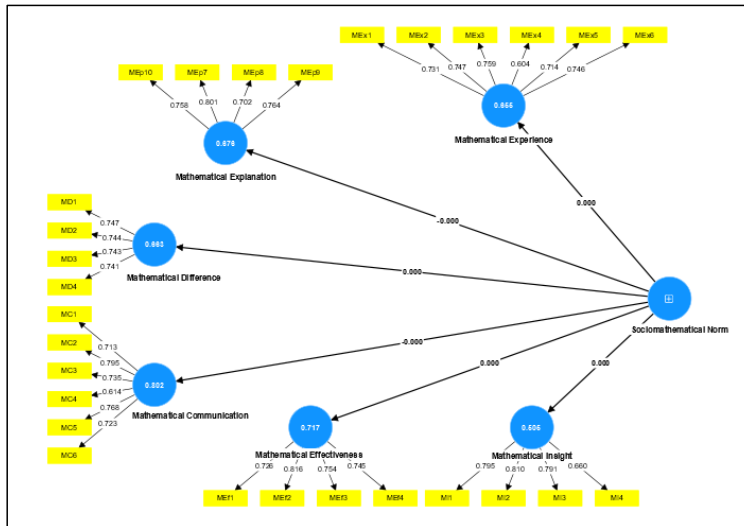 MEx1 MEx2 MEx3 MEx4 MEx5 MEx6
0.731 0.747 0.759 0.604 0.714 0.746
MEp10 MEp7 MEp8 MEp9
0.758 0.801 0.702 0.764
0.655
Mathematical Experience
0.676
Mathematical Explanation
0.000
-0.000
MD1
MD2
MD3
MD4
0.747
0.744
0.743
0.741
0.663
Mathematical Difference
0.000
Sociomathematical Norm
MC1
MC2
MC3
MC4
MC5
MC6
0.713
0.795
0.735
0.614
0.768
0.723
0.802
Mathematical Communication
-0.000
0.000
0.000
0.717
Mathematical Effectiveness
0.726 0.816 0.754 0.745
MEf1 MEf2 MEf3 MEf4
0.505
Mathematical Insight
0.795 0.810 0.791 0.660
MI1 MI2 MI3 MI4